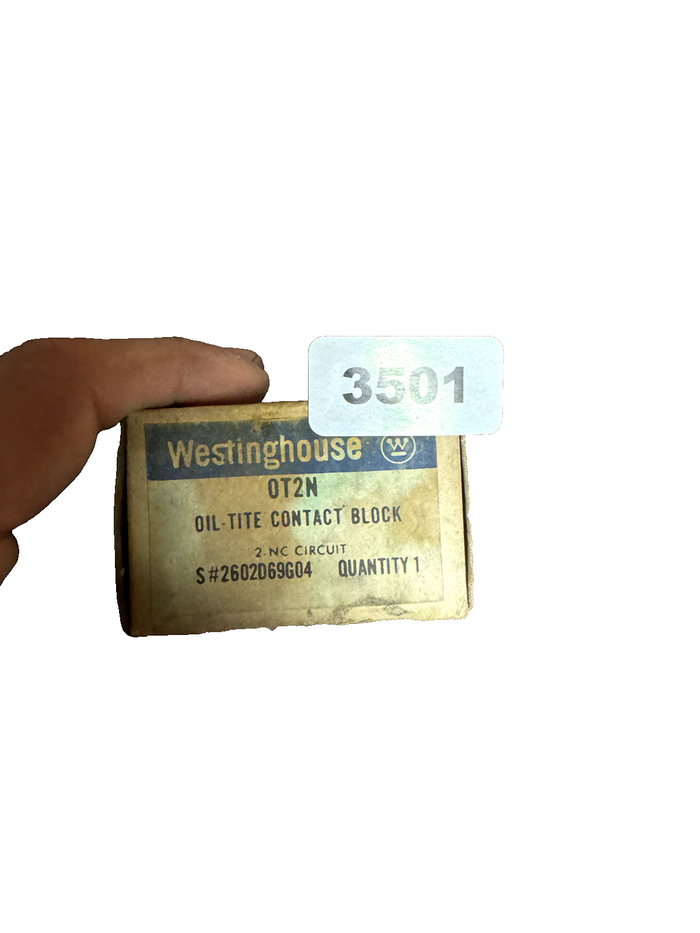 3501
Westinghouse W
OT2N
OIL-TITE CONTACT BLOCK
2-NC CIRCUIT
S#2602D69G04 QUANTITY 1